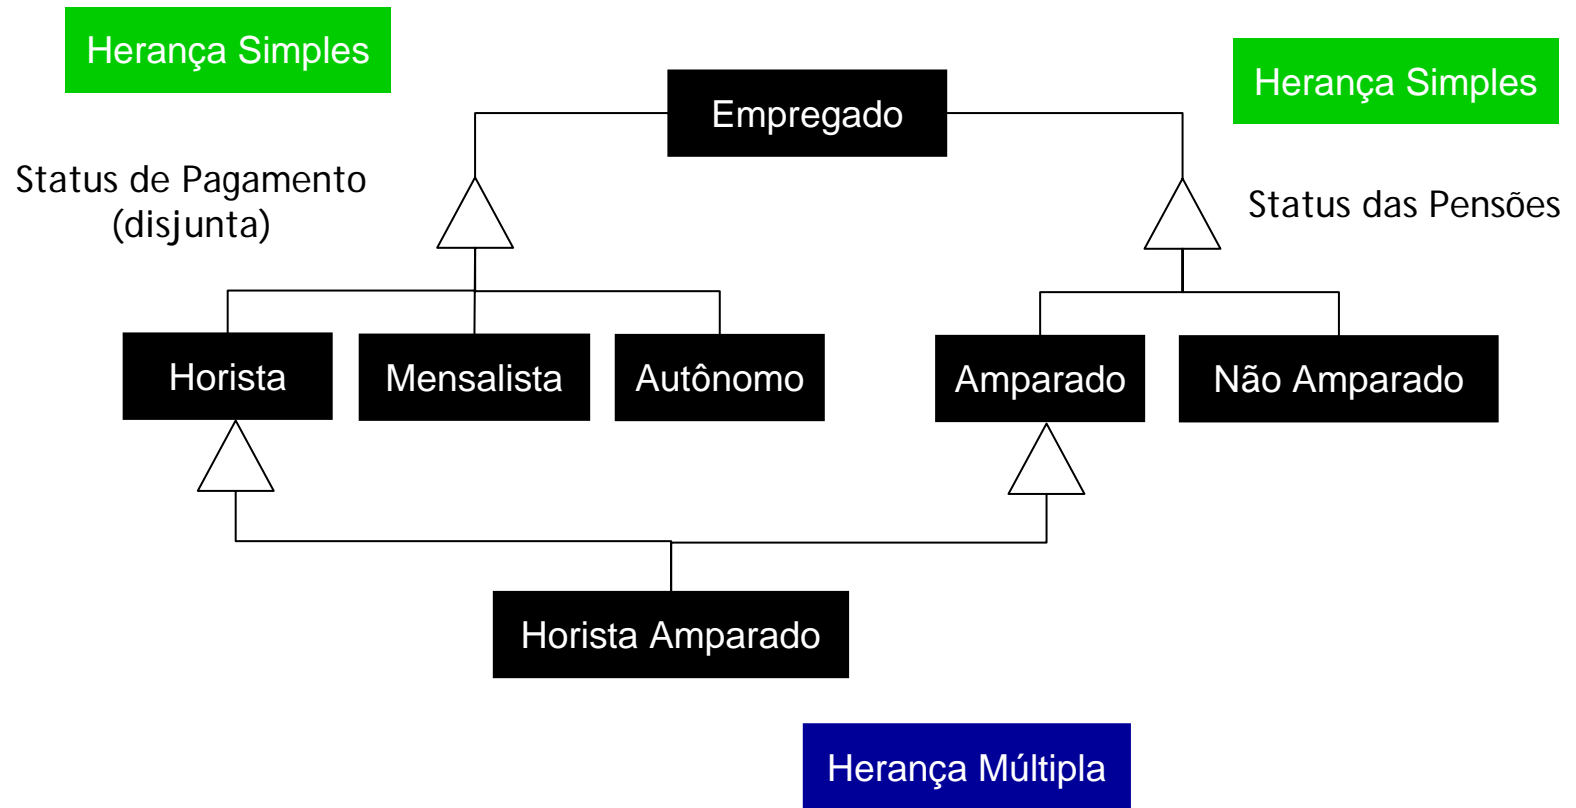 Herança Simples
Herança Simples
Empregado
Status de Pagamento
(disjunta)
Status das Pensões
Horista
Mensalista
Autônomo
Amparado
Não Amparado
Horista Amparado
Herança Múltipla